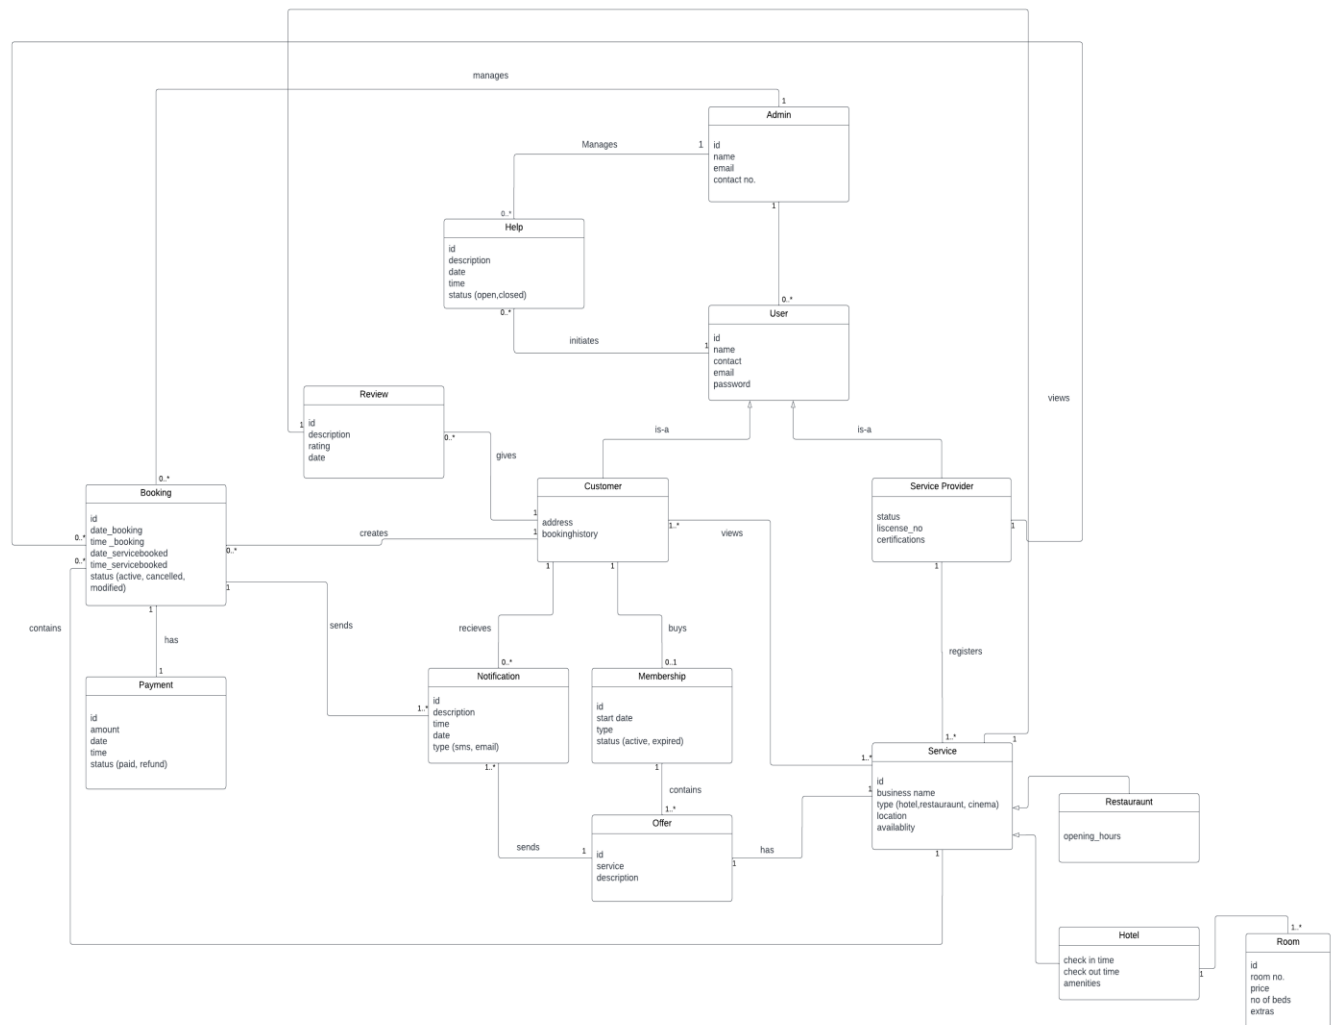 manages
1
Admin
id
name
email
contact no.
Manages
1
0..*
1
Help
id
description
date
time
status (open,closed)
0..*
0..*
User
id
name
contact
email
password
initiates
1
views
Review
id
description
rating
date
1
0..*
gives
is-a
is-a
0..*
Booking
id
date_booking
time _booking
date_servicebooked
time_servicebooked
status (active, cancelled,
modified)
0..*
0..*
0..*
1
1
creates
Customer
address
bookinghistory
1
1
1..*
1
1
views
Service Provider
status
liscense_no
certifications
1
1
contains
has
sends
recieves
buys
registers
1
Payment
id
amount
date
time
status (paid, refund)
0..*
Notification
id
description
time
date
type (sms, email)
1..*
1..*
0..1
Membership
id
start date
type
status (active, expired)
1
contains
1..*
1..*
1
Service
id
business name
type (hotel,restauraunt, cinema)
location
availablity
1..*
1
1
Restauraunt
opening_hours
Offer
id
service
description
sends
1
has
1
Hotel
check in time
check out time
amenities
1
1..*
Room
id
room no.
price
no of beds
extras